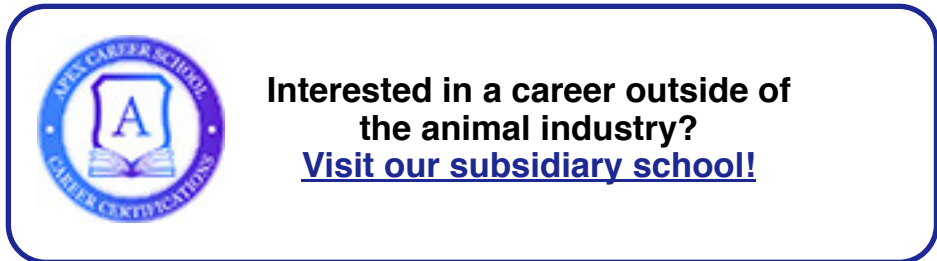 APEX CAREER SCHOOL
A
CAREER CERTIFICATIONS
Interested in a career outside of
the animal industry?
Visit our subsidiary school!